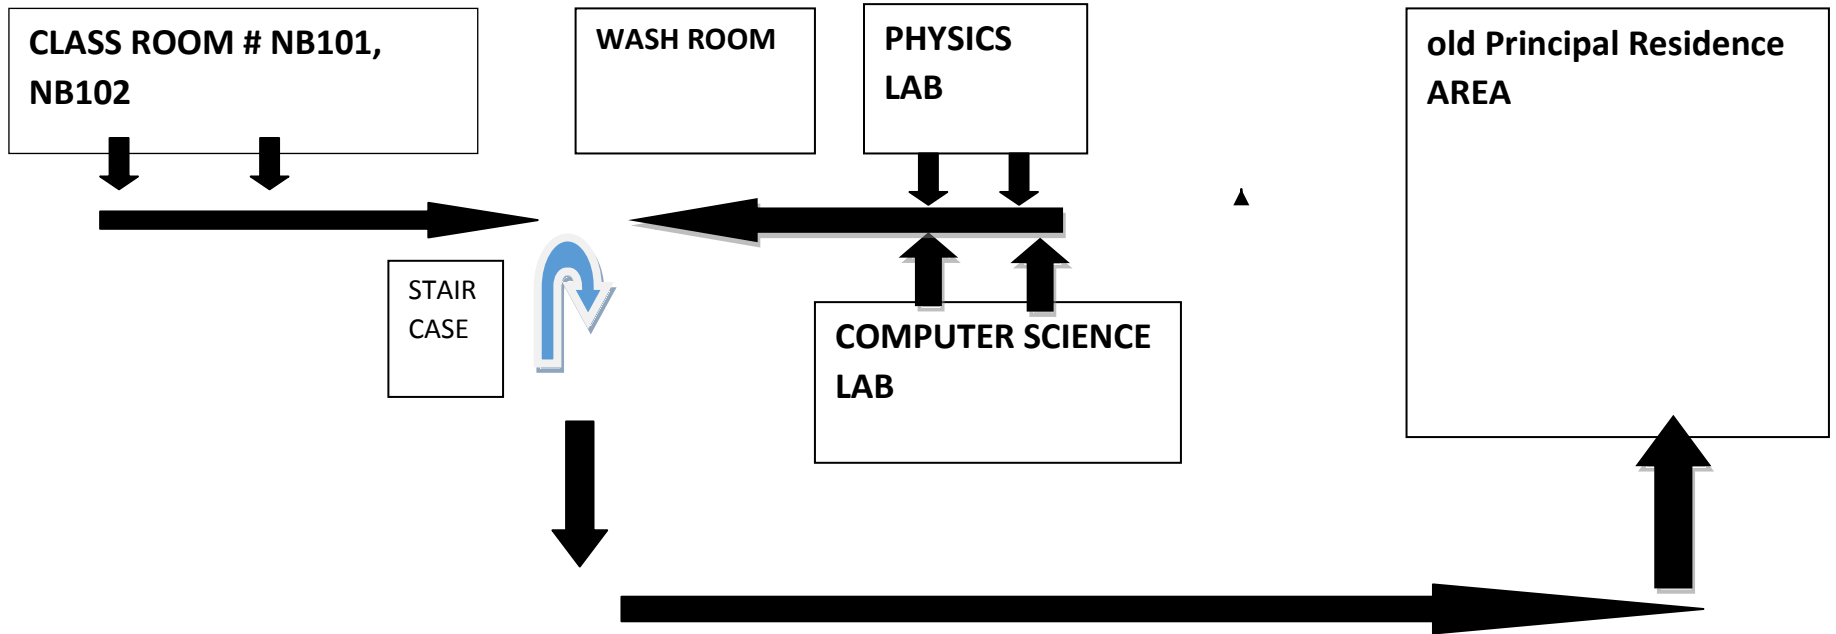 CLASS ROOM # NB101,
NB102
WASH ROOM
PHYSICS
LAB
old Principal Residence
AREA
STAIR
CASE
COMPUTER SCIENCE
LAB